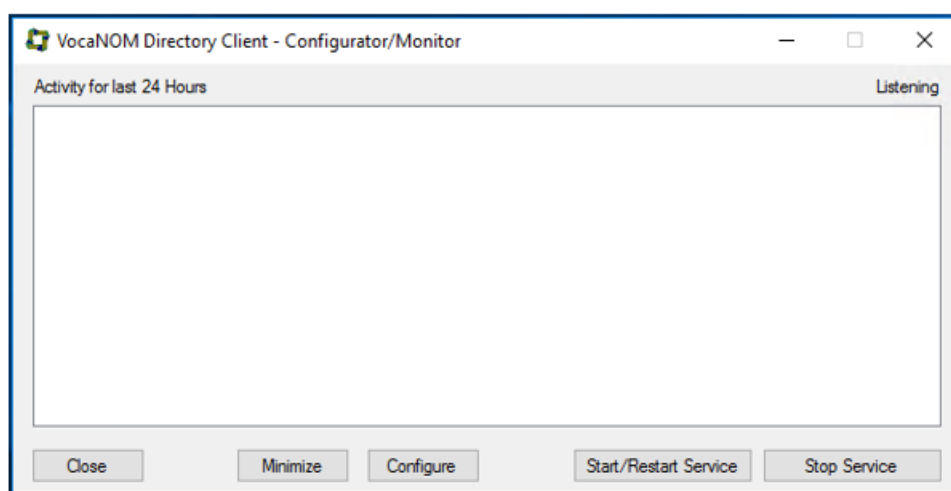 VocaNOM Directory Client - Configurator/Monitor
Activity for last 24 Hours Listening
Close Minimize Configure Start/Restart Service Stop Service